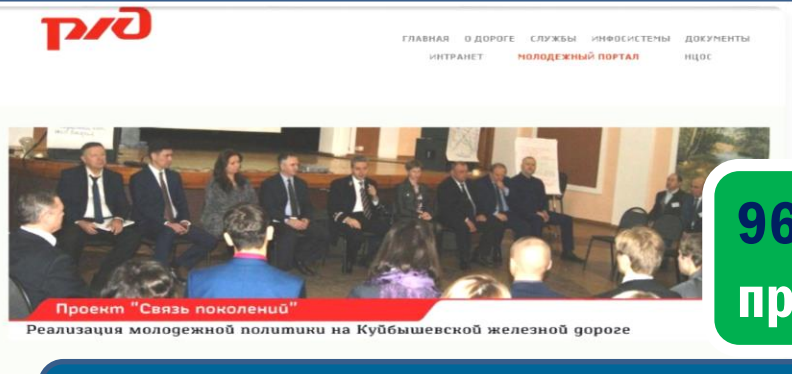 ржд
ГЛАВНАЯ О ДОРОГЕ СЛУЖБЫ ИНФОСИСТЕМЫ ДОКУМЕНТЫ
ИНТРАНЕТ МОЛОДЕЖНЫЙ ПОРТАЛ НЦОС
96
пр
Проект "Связь поколений"
Реализация молодежной политики на Куйбышевской железной дороге